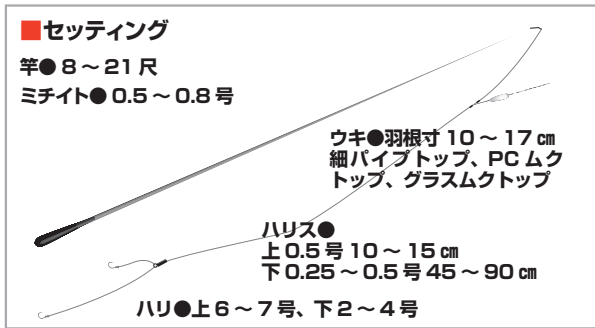 ■セッティング
竿●8～21尺
ミチイト●0.5～0.8号
ウキ●羽根寸10～17㎝
細パイプトップ、PCムク
トップ、グラスムクトップ
ハリス●
上0.5号10～15㎝
下0.25～0.5号45～90㎝
ハリ●上6～7号、下2～4号